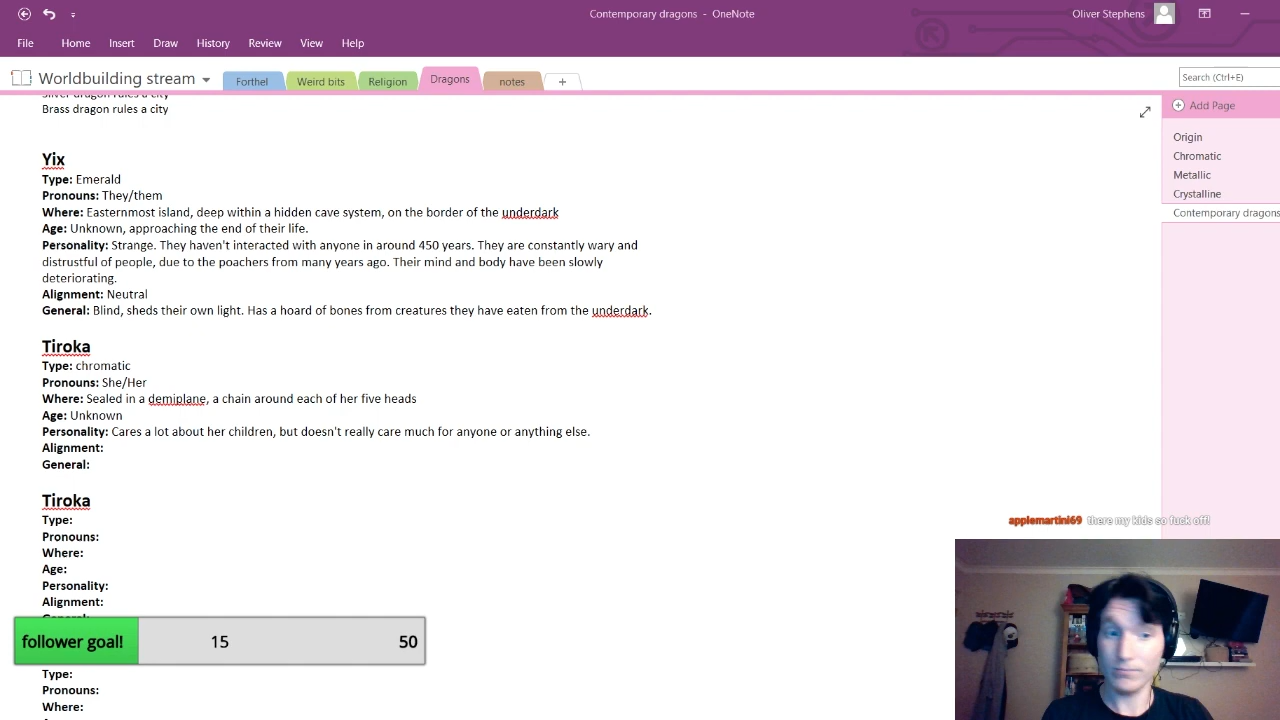 Contemporary dragons - OneNote
Oliver Stephens
File Home Insert Draw History Review View Help
Worldbuilding stream
Forthel Weird bits Religion Dragons notes
Search (Ctrl+E)
Silver dragon rules a city
Brass dragon rules a city
Add Page
Origin
Chromatic
Metallic
Crystalline
Contemporary dragons
Yix
Type: Emerald
Pronouns: They/them
Where: Easternmost island, deep within a hidden cave system, on the border of the underdark
Age: Unknown, approaching the end of their life.
Personality: Strange. They haven't interacted with anyone in around 450 years. They are constantly wary and
distrustful of people, due to the poachers from many years ago. Their mind and body have been slowly
deteriorating.
Alignment: Neutral
General: Blind, sheds their own light. Has a hoard of bones from creatures they have eaten from the underdark.
Tiroka
Type: chromatic
Pronouns: She/Her
Where: Sealed in a demiplane, a chain around each of her five heads
Age: Unknown
Personality: Cares a lot about her children, but doesn't really care much for anyone or anything else.
Alignment:
General:
Tiroka
Type:
Pronouns:
Where:
Age:
Personality:
Alignment:
General:
applemartini69 there my kids so fuck off!
follower goal! 15 50
Type:
Pronouns:
Where: